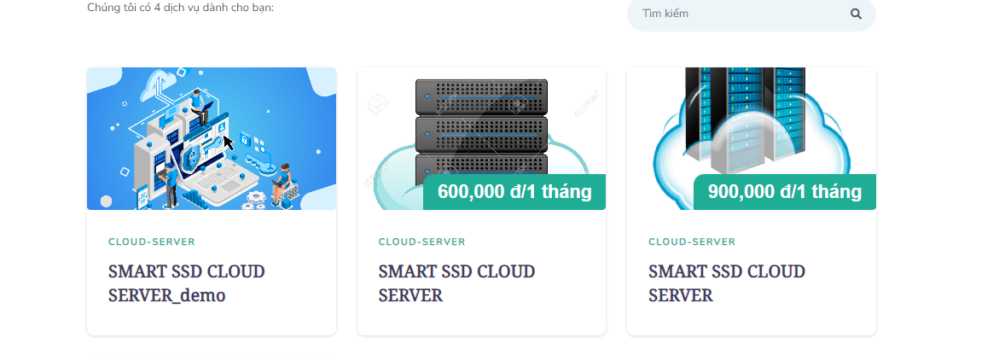 Chúng tôi có 4 dịch vụ dành cho bạn:
Tìm kiếm
600,000 đ/1 tháng
900,000 đ/1 tháng
CLOUD-SERVER
SMART SSD CLOUD
SERVER_demo
CLOUD-SERVER
SMART SSD CLOUD
SERVER
CLOUD-SERVER
SMART SSD CLOUD
SERVER